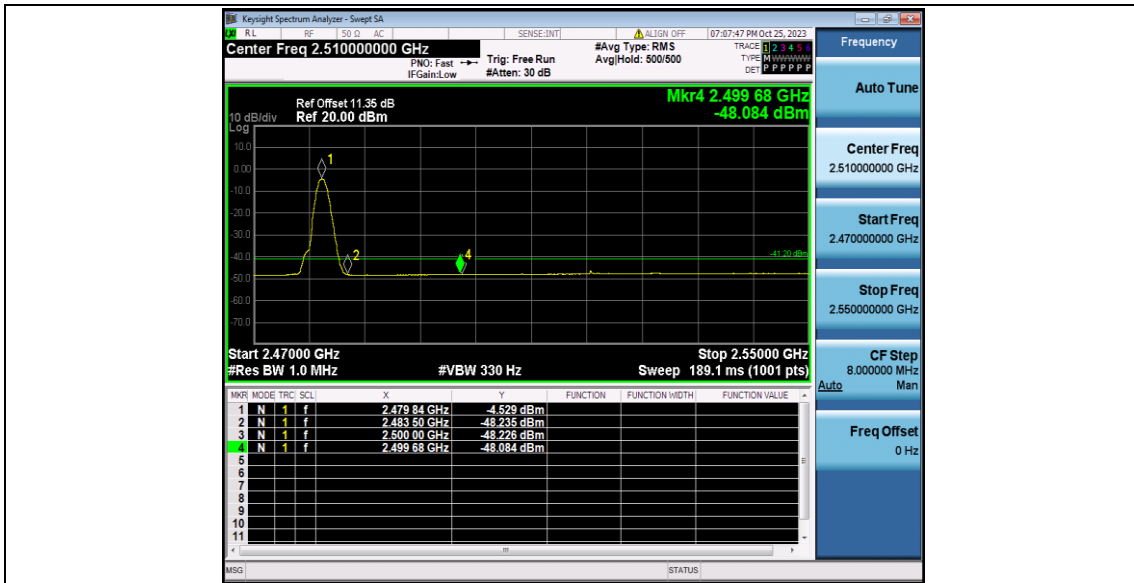 Keysight Spectrum Analyzer - Swept SA
RL RF 50 Ω AC SENSE:INT ALIGN OFF 07:07:47 PM Oct 25, 2023
Center Freq 2.510000000 GHz
PNO: Fast
IFGain:Low
Trig: Free Run
#Atten: 30 dB
#Avg Type: RMS
Avg|Hold: 500/500
TRACE 1 2 3 4 5 6
TYPE M WWWWW
DET P P P P P P
Frequency
Auto Tune
Center Freq
2.510000000 GHz
Start Freq
2.470000000 GHz
Stop Freq
2.550000000 GHz
CF Step
8.000000 MHz
Auto Man
Freq Offset
0 Hz
Mkr4 2.499 68 GHz
-48.084 dBm
Ref Offset 11.35 dB
10 dB/div Ref 20.00 dBm
Log
10.0
0.00
-10.0
-20.0
-30.0
-40.0
-50.0
-60.0
-70.0
1
2
4
-41.20 dBm
Start 2.47000 GHz Stop 2.55000 GHz
#Res BW 1.0 MHz #VBW 330 Hz Sweep 189.1 ms (1001 pts)
MKR MODE TRC SCL X Y FUNCTION FUNCTION WIDTH FUNCTION VALUE
1 N 1 f 2.479 84 GHz -4.529 dBm
2 N 1 f 2.483 50 GHz -48.235 dBm
3 N 1 f 2.500 00 GHz -48.226 dBm
4 N 1 f 2.499 68 GHz -48.084 dBm
5
6
7
8
9
10
11
MSG STATUS